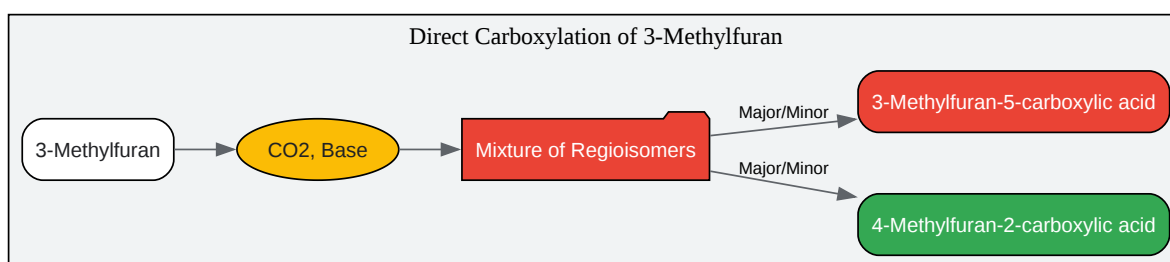 Direct Carboxylation of 3-Methylfuran
3-Methylfuran
CO2, Base
Mixture of Regioisomers
Major/Minor
3-Methylfuran-5-carboxylic acid
Major/Minor
4-Methylfuran-2-carboxylic acid